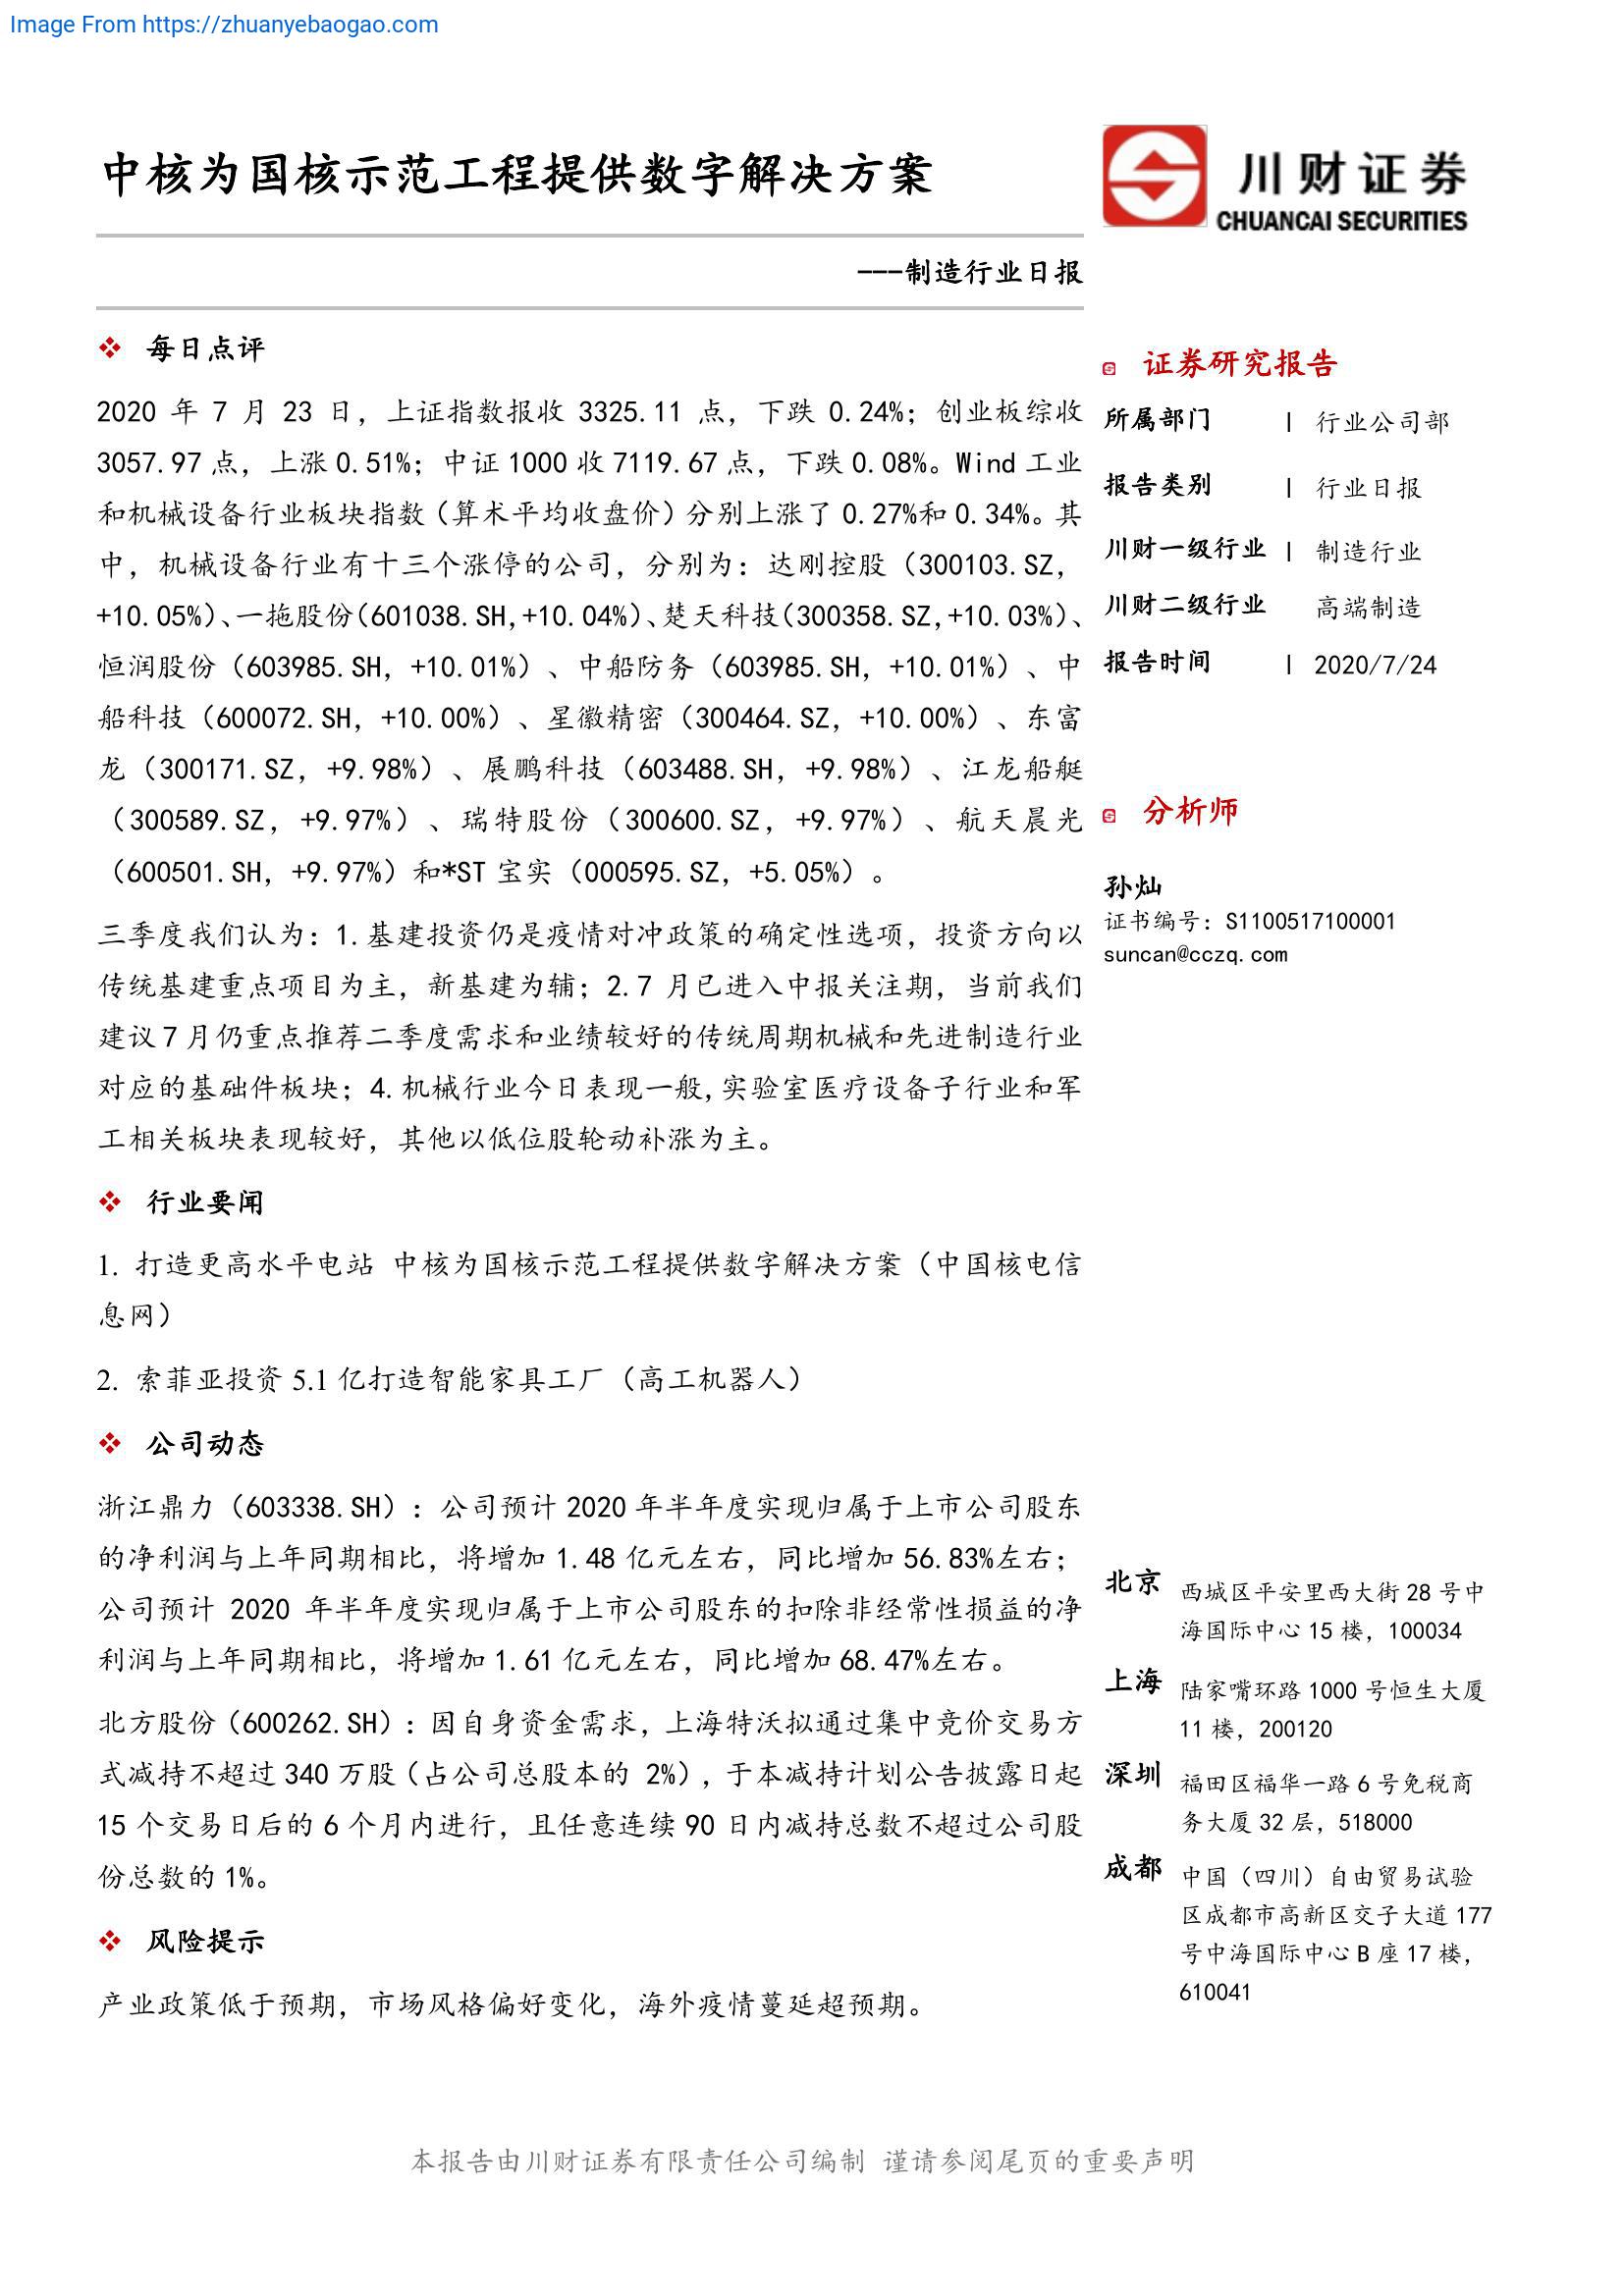 Image From https://zhuanyebaogao.com
中核为国核示范工程提供数字解决方案
川财证券
CHUANCAI SECURITIES
---制造行业日报
❖ 每日点评
2020 年 7 月 23 日，上证指数报收 3325.11 点，下跌 0.24%；创业板综收
3057.97 点，上涨 0.51%；中证 1000 收 7119.67 点，下跌 0.08%。Wind 工业
和机械设备行业板块指数（算术平均收盘价）分别上涨了 0.27%和 0.34%。其
中，机械设备行业有十三个涨停的公司，分别为：达刚控股（300103.SZ，
+10.05%）、一拖股份（601038.SH,+10.04%）、楚天科技（300358.SZ,+10.03%）、
恒润股份（603985.SH，+10.01%）、中船防务（603985.SH，+10.01%）、中
船科技（600072.SH，+10.00%）、星徽精密（300464.SZ，+10.00%）、东富
龙（300171.SZ，+9.98%）、展鹏科技（603488.SH，+9.98%）、江龙船艇
（300589.SZ，+9.97%）、瑞特股份（300600.SZ，+9.97%）、航天晨光
（600501.SH，+9.97%）和*ST 宝实（000595.SZ，+5.05%）。
三季度我们认为：1.基建投资仍是疫情对冲政策的确定性选项，投资方向以
传统基建重点项目为主，新基建为辅；2.7 月已进入中报关注期，当前我们
建议 7 月仍重点推荐二季度需求和业绩较好的传统周期机械和先进制造行业
对应的基础件板块；4.机械行业今日表现一般,实验室医疗设备子行业和军
工相关板块表现较好，其他以低位股轮动补涨为主。
❖ 行业要闻
1. 打造更高水平电站 中核为国核示范工程提供数字解决方案（中国核电信
息网）
2. 索菲亚投资 5.1 亿打造智能家具工厂（高工机器人）
❖ 公司动态
浙江鼎力（603338.SH）：公司预计 2020 年半年度实现归属于上市公司股东
的净利润与上年同期相比，将增加 1.48 亿元左右，同比增加 56.83%左右；
公司预计 2020 年半年度实现归属于上市公司股东的扣除非经常性损益的净
利润与上年同期相比，将增加 1.61 亿元左右，同比增加 68.47%左右。
北方股份（600262.SH）：因自身资金需求，上海特沃拟通过集中竞价交易方
式减持不超过 340 万股（占公司总股本的 2%），于本减持计划公告披露日起
15 个交易日后的 6 个月内进行，且任意连续 90 日内减持总数不超过公司股
份总数的 1%。
❖ 风险提示
产业政策低于预期，市场风格偏好变化，海外疫情蔓延超预期。
证券研究报告
所属部门 | 行业公司部
报告类别 | 行业日报
川财一级行业 | 制造行业
川财二级行业 高端制造
报告时间 | 2020/7/24
分析师
孙灿
证书编号：S1100517100001
suncan@cczq.com
北京 西城区平安里西大街 28 号中
海国际中心 15 楼，100034
上海 陆家嘴环路 1000 号恒生大厦
11 楼，200120
深圳 福田区福华一路 6 号免税商
务大厦 32 层，518000
成都 中国（四川）自由贸易试验
区成都市高新区交子大道 177
号中海国际中心 B 座 17 楼，
610041
本报告由川财证券有限责任公司编制 谨请参阅尾页的重要声明